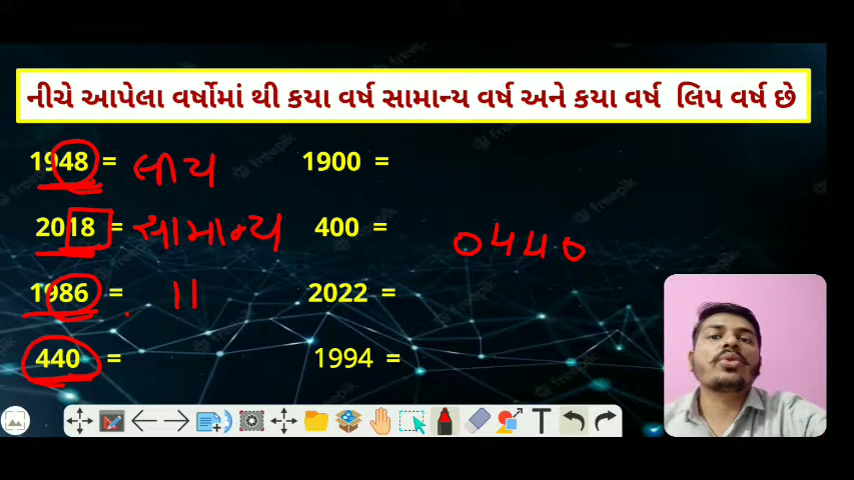 નીચે આપેલા વર્ષોમાં થી કયા વર્ષ સામાન્ય વર્ષ અને કયા વર્ષ લિપ વર્ષ છે
1948 = લીપ 1900 =
2018 = સામાન્ય 400 =
0440
1986 = 11 2022 =
440 = 1994 =
T